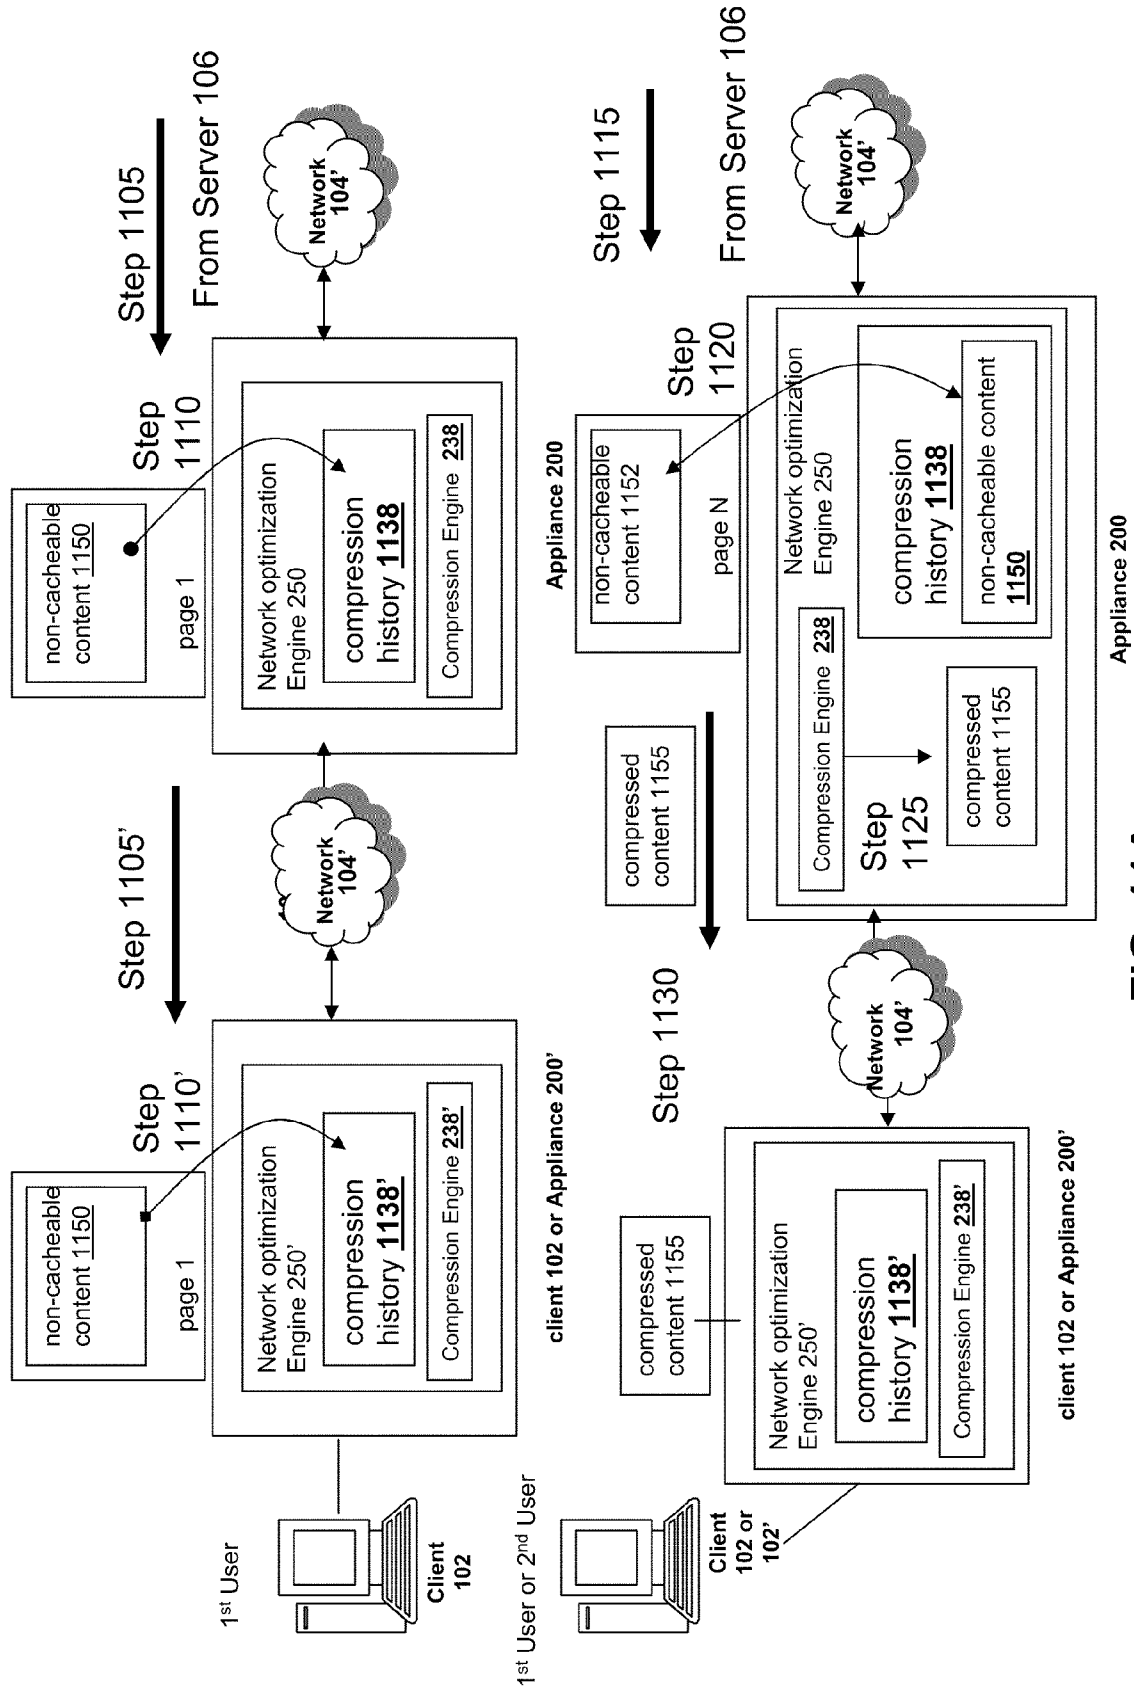 1st User
Client
102
non-cacheable
content 1150
page 1
Step
1110'
Network optimization
Engine 250'
compression
history 1138'
Compression Engine 238'
client 102 or Appliance 200'
Step 1105'
Network
104'
non-cacheable
content 1150
page 1
Step
1110
Network optimization
Engine 250
compression
history 1138
Compression Engine 238
Appliance 200
Step 1105
From Server 106
Network
104'
1st User or 2nd User
Client
102 or
102'
compressed
content 1155
Network optimization
Engine 250'
compression
history 1138'
Compression Engine 238'
client 102 or Appliance 200'
Step 1130
compressed
content 1155
Network
104'
non-cacheable
content 1152
page N
Step
1120
Compression Engine 238
Step
1125
compressed
content 1155
Network optimization
Engine 250
compression
history 1138
non-cacheable content
1150
Appliance 200
Step 1115
From Server 106
Network
104'